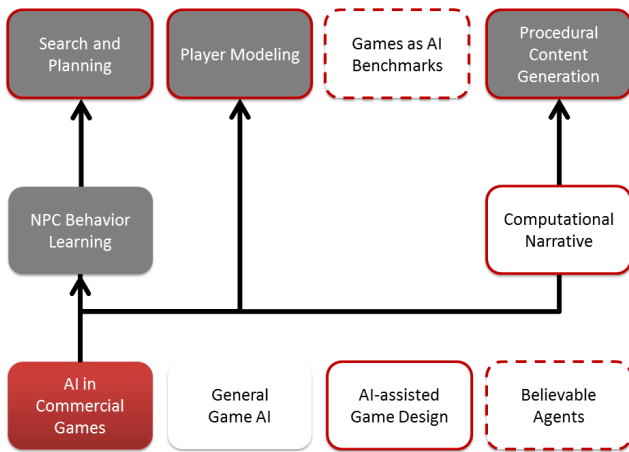 Search and
Planning
Player Modeling
Games as AI
Benchmarks
Procedural
Content
Generation
NPC Behavior
Learning
Computational
Narrative
AI in
Commercial
Games
General
Game AI
AI-assisted
Game Design
Believable
Agents